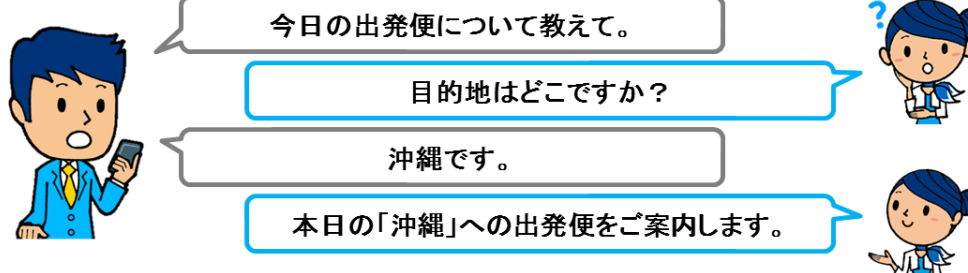 今日の出発便について教えて。
?
目的地はどこですか？
沖縄です。
本日の｢沖縄｣への出発便をご案内します。